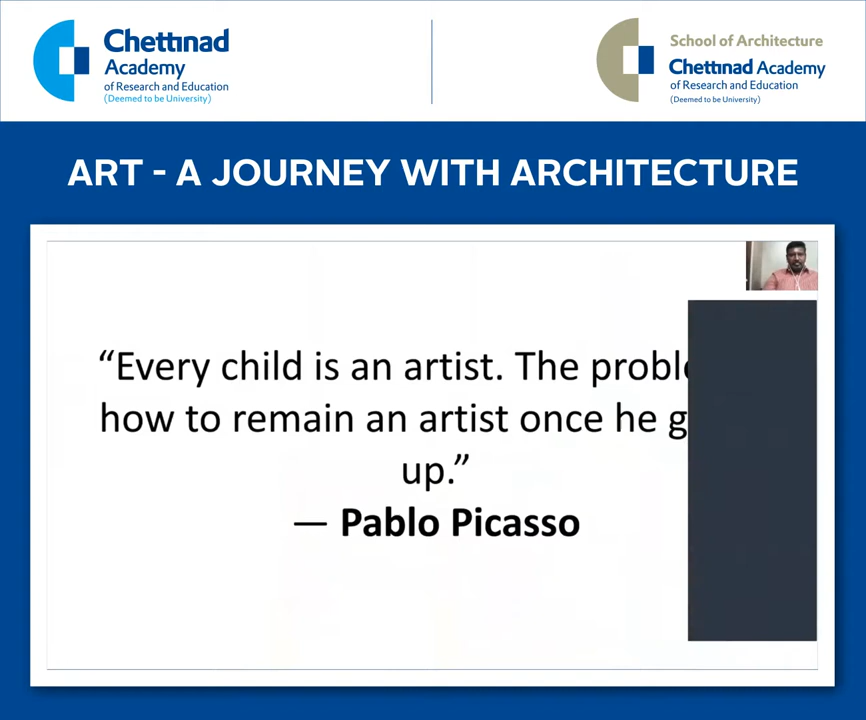 Chettinad
Academy
of Research and Education
(Deemed to be University)
School of Architecture
Chettinad Academy
of Research and Education
(Deemed to be University)
ART - A JOURNEY WITH ARCHITECTURE
“Every child is an artist. The
how to remain an artist once he
up.”
— Pablo Picasso